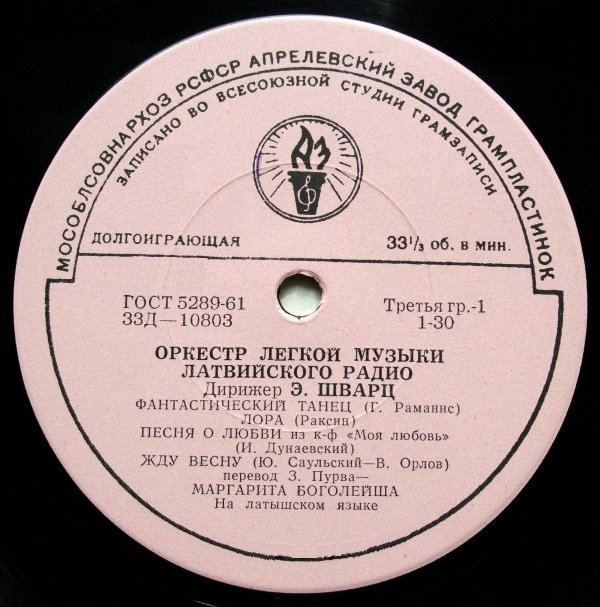 МОСОБЛСОВНАРХОЗ РСФСР АПРЕЛЕВСКИЙ ЗАВОД ГРАМПЛАСТИНОК
ЗАПИСАНО ВО ВСЕСОЮЗНОЙ СТУДИИ ГРАМЗАПИСИ
АЗ
ДОЛГОИГРАЮЩАЯ 33 1/3 об. в мин.
ГОСТ 5289-61 Третья гр.-1
33Д—10803 1-30
ОРКЕСТР ЛЕГКОЙ МУЗЫКИ
ЛАТВИЙСКОГО РАДИО
Дирижер Э. ШВАРЦ
ФАНТАСТИЧЕСКИЙ ТАНЕЦ (Г. Раманис)
ЛОРА (Раксин)
ПЕСНЯ О ЛЮБВИ из к-ф «Моя любовь»
(И. Дунаевский)
ЖДУ ВЕСНУ (Ю. Саульский—В. Орлов)
перевод З. Пурва—
МАРГАРИТА БОГОЛЕЙША
На латышском языке